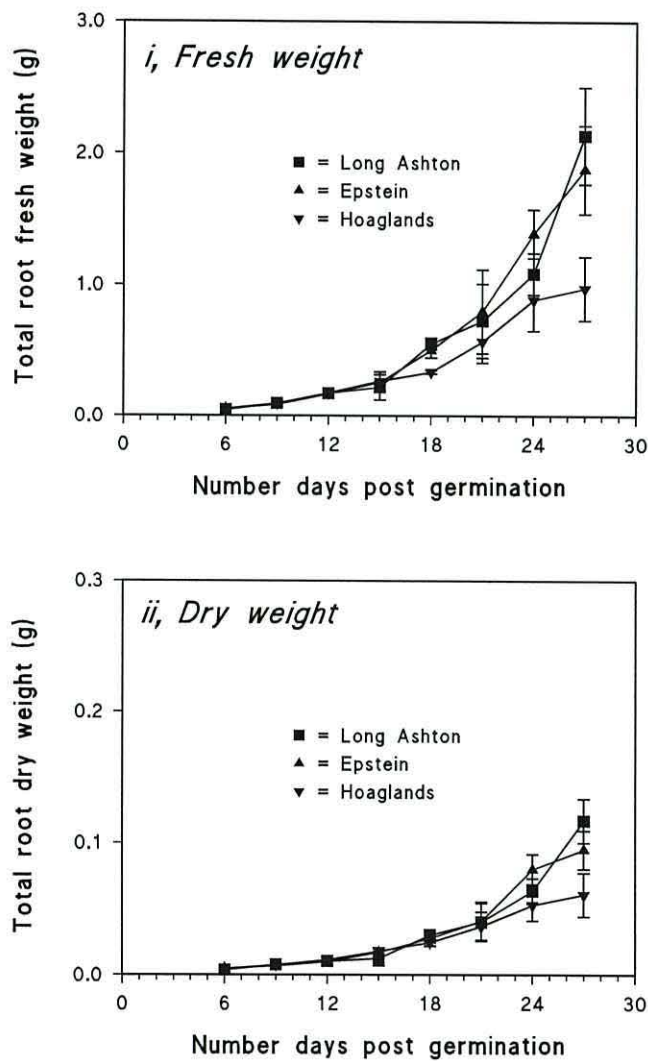 i, Fresh weight
Total root fresh weight (g)
3.0
2.0
1.0
0.0
■ = Long Ashton
▲ = Epstein
▼ = Hoaglands
0 6 12 18 24 30
Number days post germination
ii, Dry weight
Total root dry weight (g)
0.3
0.2
0.1
0.0
■ = Long Ashton
▲ = Epstein
▼ = Hoaglands
0 6 12 18 24 30
Number days post germination